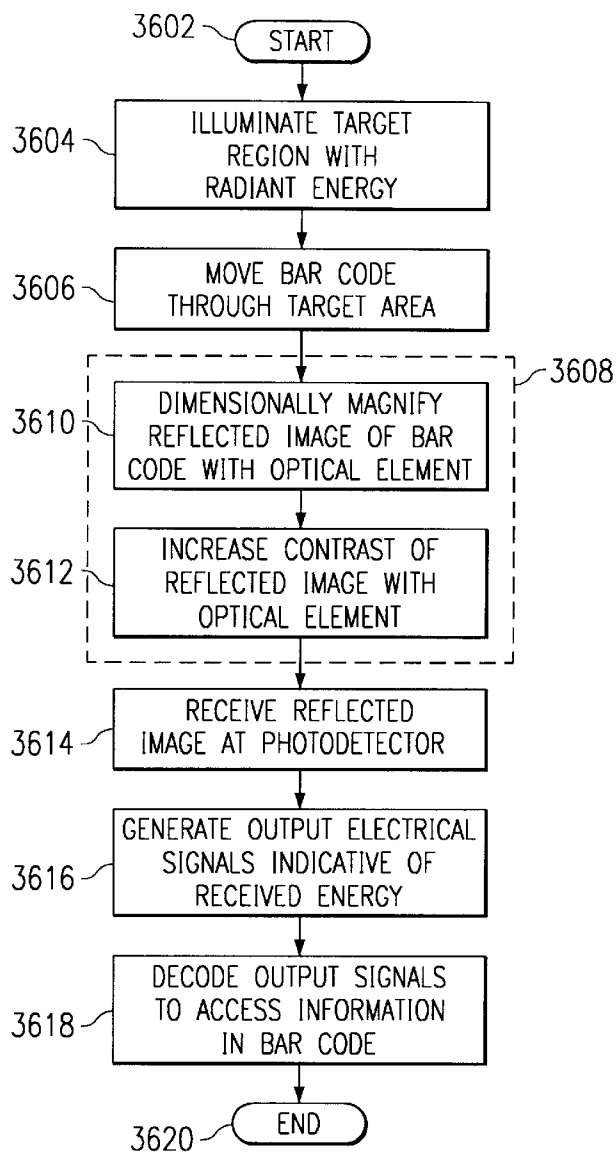 3602
START
3604
ILLUMINATE TARGET
REGION WITH
RADIANT ENERGY
3606
MOVE BAR CODE
THROUGH TARGET AREA
3608
3610
DIMENSIONALLY MAGNIFY
REFLECTED IMAGE OF BAR
CODE WITH OPTICAL ELEMENT
3612
INCREASE CONTRAST OF
REFLECTED IMAGE WITH
OPTICAL ELEMENT
3614
RECEIVE REFLECTED
IMAGE AT PHOTODETECTOR
3616
GENERATE OUTPUT ELECTRICAL
SIGNALS INDICATIVE OF
RECEIVED ENERGY
3618
DECODE OUTPUT SIGNALS
TO ACCESS INFORMATION
IN BAR CODE
3620
END